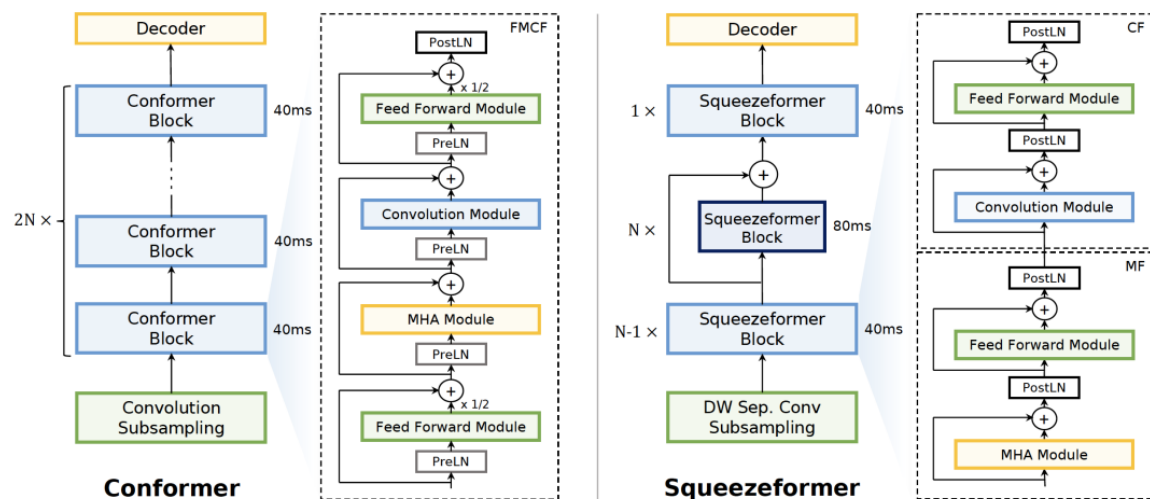 Decoder
Conformer
Block
40ms
2N ×
Conformer
Block
40ms
Conformer
Block
40ms
Convolution
Subsampling
Conformer
FMCF
PostLN
+
x 1/2
Feed Forward Module
PreLN
+
Convolution Module
PreLN
+
MHA Module
PreLN
+
x 1/2
Feed Forward Module
PreLN
Decoder
1 ×
Squeezeformer
Block
40ms
+
N ×
Squeezeformer
Block
80ms
N-1 ×
Squeezeformer
Block
40ms
DW Sep. Conv
Subsampling
Squeezeformer
CF
PostLN
+
Feed Forward Module
PostLN
+
Convolution Module
MF
PostLN
+
Feed Forward Module
PostLN
+
MHA Module